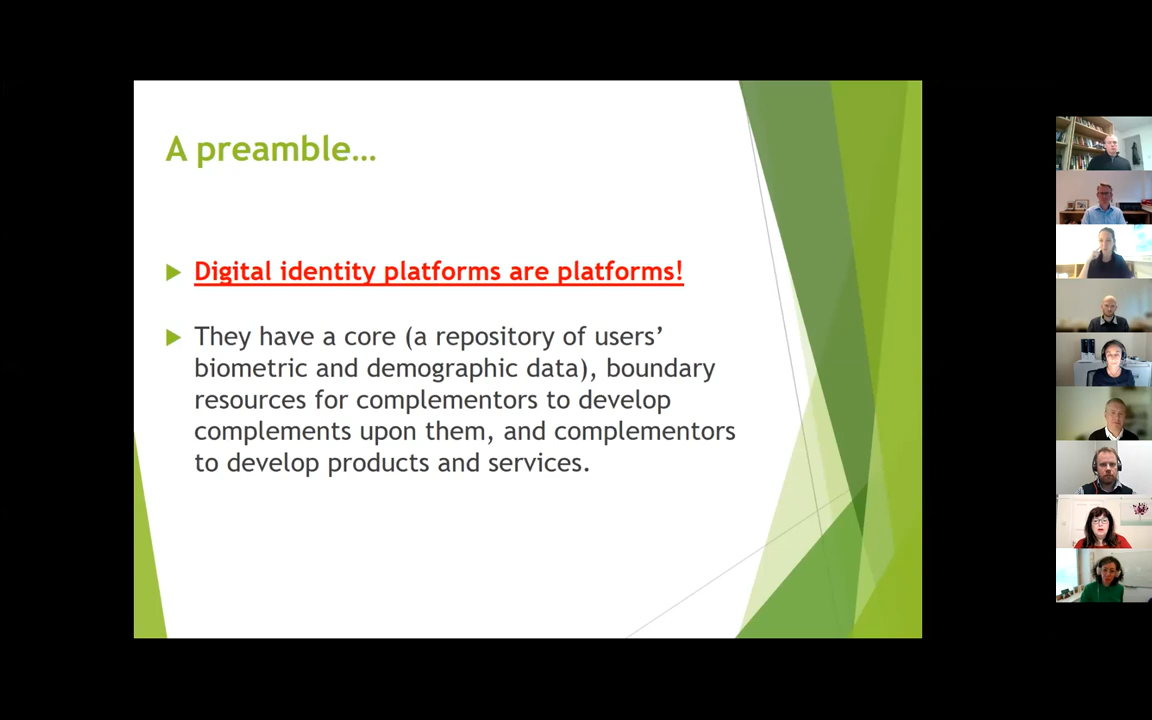 A preamble…
Digital identity platforms are platforms!
They have a core (a repository of users’
biometric and demographic data), boundary
resources for complementors to develop
complements upon them, and complementors
to develop products and services.